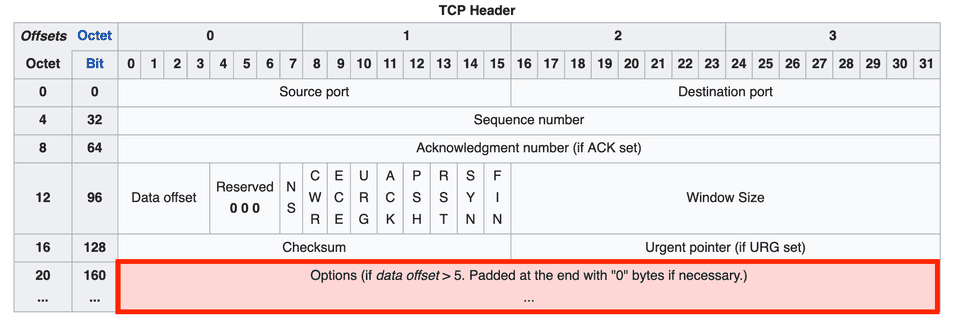 TCP Header
Offsets Octet 0 1 2 3
Octet Bit 0 1 2 3 4 5 6 7 8 9 10 11 12 13 14 15 16 17 18 19 20 21 22 23 24 25 26 27 28 29 30 31
0 0 Source port Destination port
4 32 Sequence number
8 64 Acknowledgment number (if ACK set)
12 96 Data offset Reserved 0 0 0 NS CWR ECE URG ACK PSH RST SYN FIN Window Size
16 128 Checksum Urgent pointer (if URG set)
20 160 Options (if data offset > 5. Padded at the end with "0" bytes if necessary.)
... ... ...